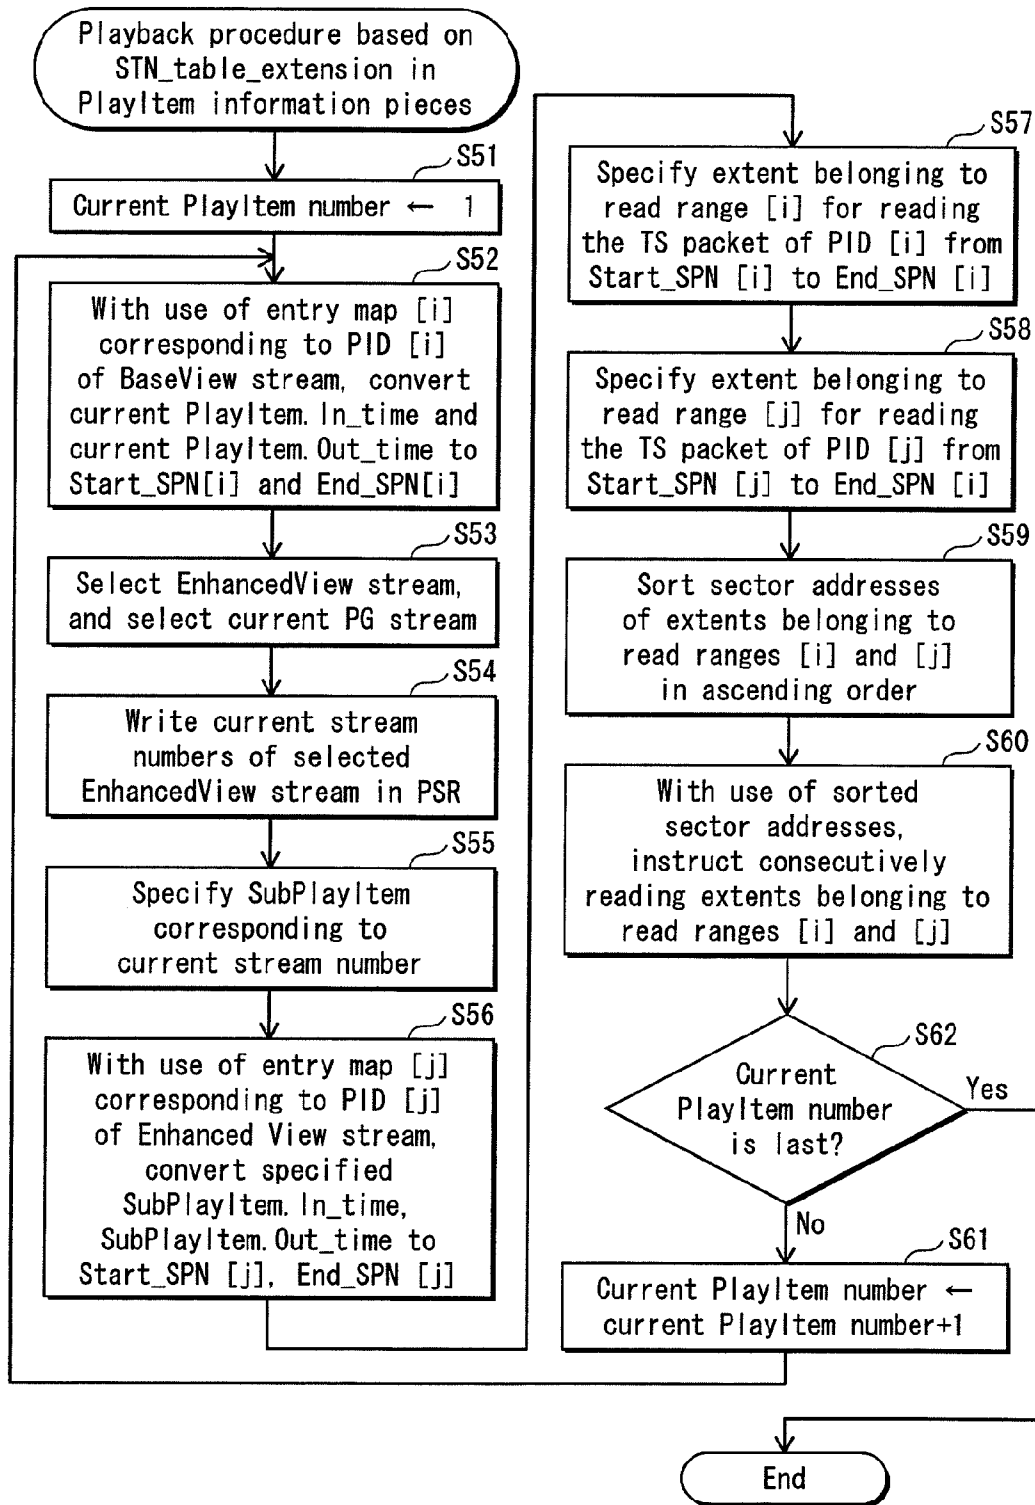 Playback procedure based on
STN_table_extension in
PlayItem information pieces
S51
Current PlayItem number ← 1
S52
With use of entry map [i]
corresponding to PID [i]
of BaseView stream, convert
current PlayItem. In_time and
current PlayItem. Out_time to
Start_SPN[i] and End_SPN[i]
S53
Select EnhancedView stream,
and select current PG stream
S54
Write current stream
numbers of selected
EnhancedView stream in PSR
S55
Specify SubPlayItem
corresponding to
current stream number
S56
With use of entry map [j]
corresponding to PID [j]
of Enhanced View stream,
convert specified
SubPlayItem. In_time,
SubPlayItem. Out_time to
Start_SPN [j], End_SPN [j]
S57
Specify extent belonging to
read range [i] for reading
the TS packet of PID [i] from
Start_SPN [i] to End_SPN [i]
S58
Specify extent belonging to
read range [j] for reading
the TS packet of PID [j] from
Start_SPN [j] to End_SPN [i]
S59
Sort sector addresses
of extents belonging to
read ranges [i] and [j]
in ascending order
S60
With use of sorted
sector addresses,
instruct consecutively
reading extents belonging to
read ranges [i] and [j]
S62
Current
PlayItem number
is last?
Yes
No
S61
Current PlayItem number ←
current PlayItem number+1
End